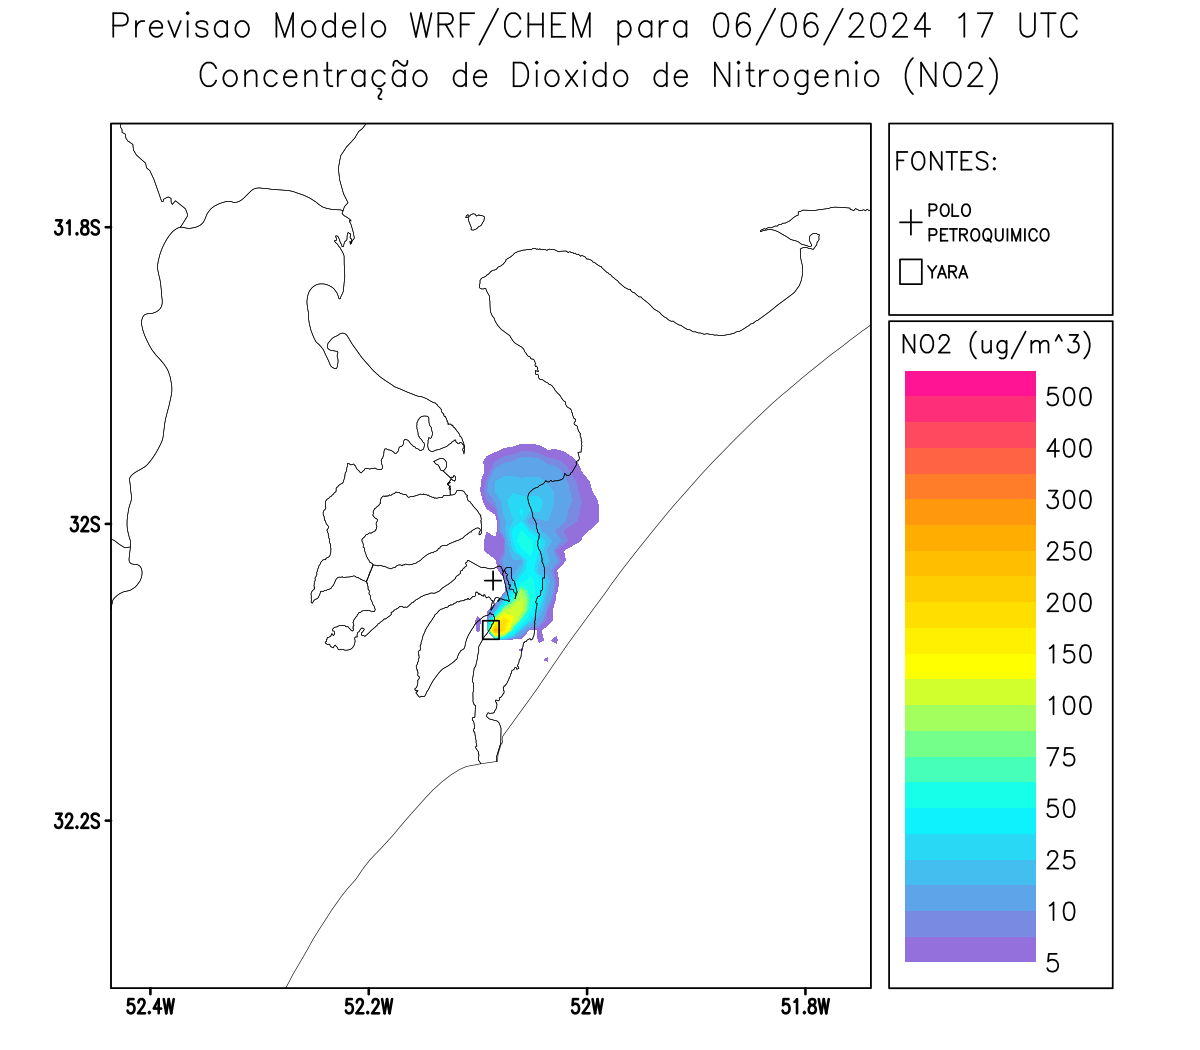 Previsao Modelo WRF/CHEM para 06/06/2024 17 UTC
Concentração de Dioxido de Nitrogenio (NO2)
FONTES:
POLO
PETROQUIMICO
YARA
31.8S
32S
32.2S
52.4W
52.2W
52W
51.8W
NO2 (ug/m^3)
500
400
300
250
200
150
100
75
50
25
10
5